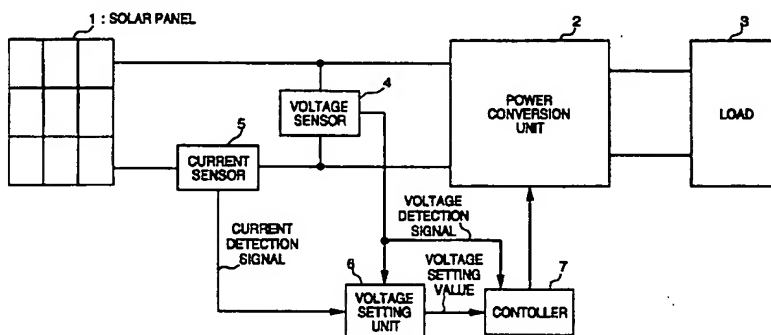 1 : SOLAR PANEL
2
3
4
VOLTAGE
SENSOR
POWER
CONVERSION
UNIT
LOAD
5
CURRENT
SENSOR
CURRENT
DETECTION
SIGNAL
VOLTAGE
DETECTION
SIGNAL
6
VOLTAGE
SETTING
UNIT
VOLTAGE
SETTING
VALUE
7
CONTOLLER